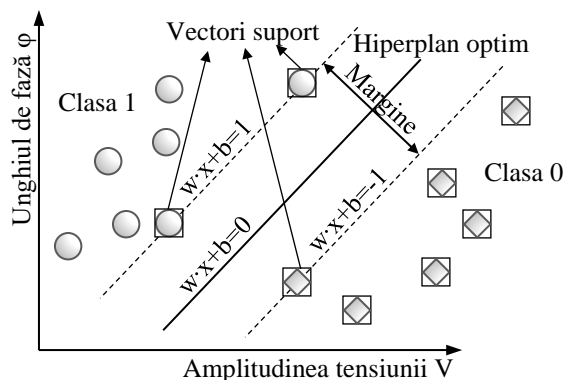 Vectori suport
Hiperplan optim
Clasa 1
Margine
Unghiul de fază φ
w·x+b=1
w·x+b=0
w·x+b=-1
Clasa 0
Amplitudinea tensiunii V